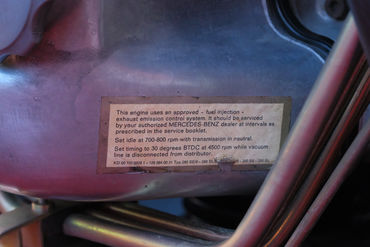 This engine uses an approved - fuel injection -
exhaust emission control system. It should be serviced
by your authorized MERCEDES-BENZ dealer at intervals as
prescribed in the service booklet.
Set idle at 700-800 rpm with transmission in neutral.
Set timing to 30 degrees BTDC at 4500 rpm while vacuum
line is disconnected from distributor.